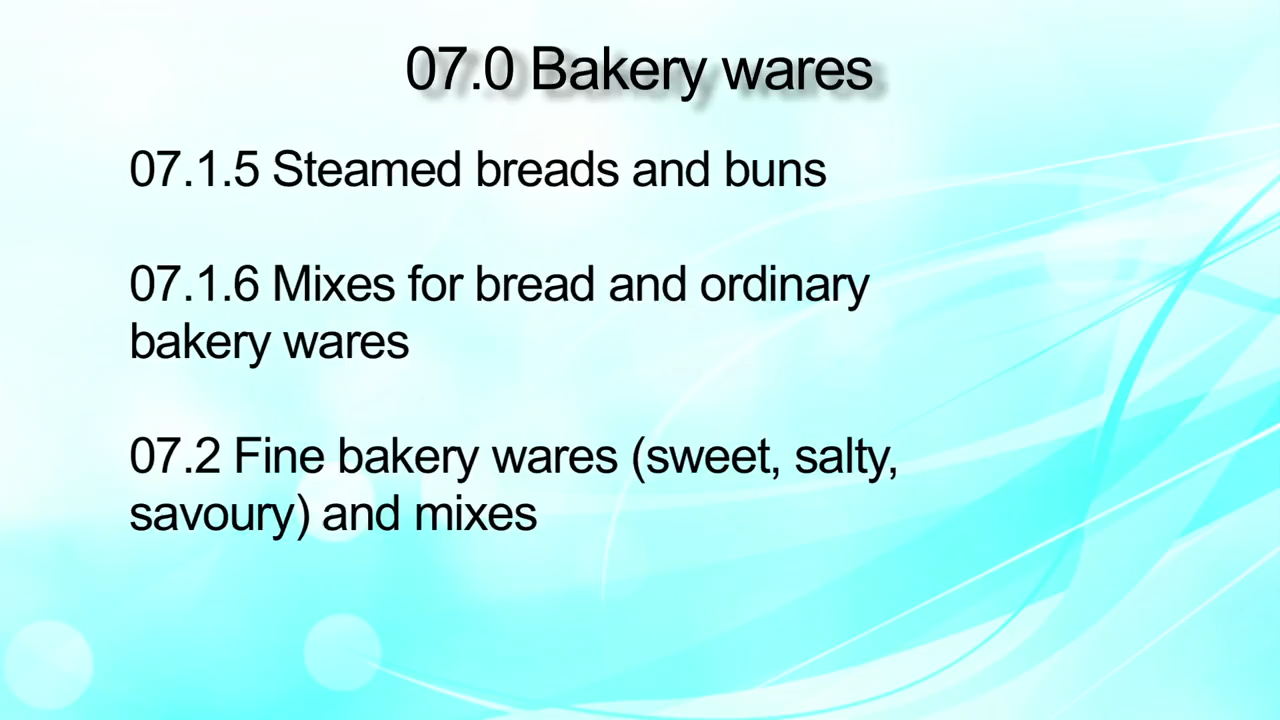 07.0 Bakery wares
07.1.5 Steamed breads and buns
07.1.6 Mixes for bread and ordinary
bakery wares
07.2 Fine bakery wares (sweet, salty,
savoury) and mixes